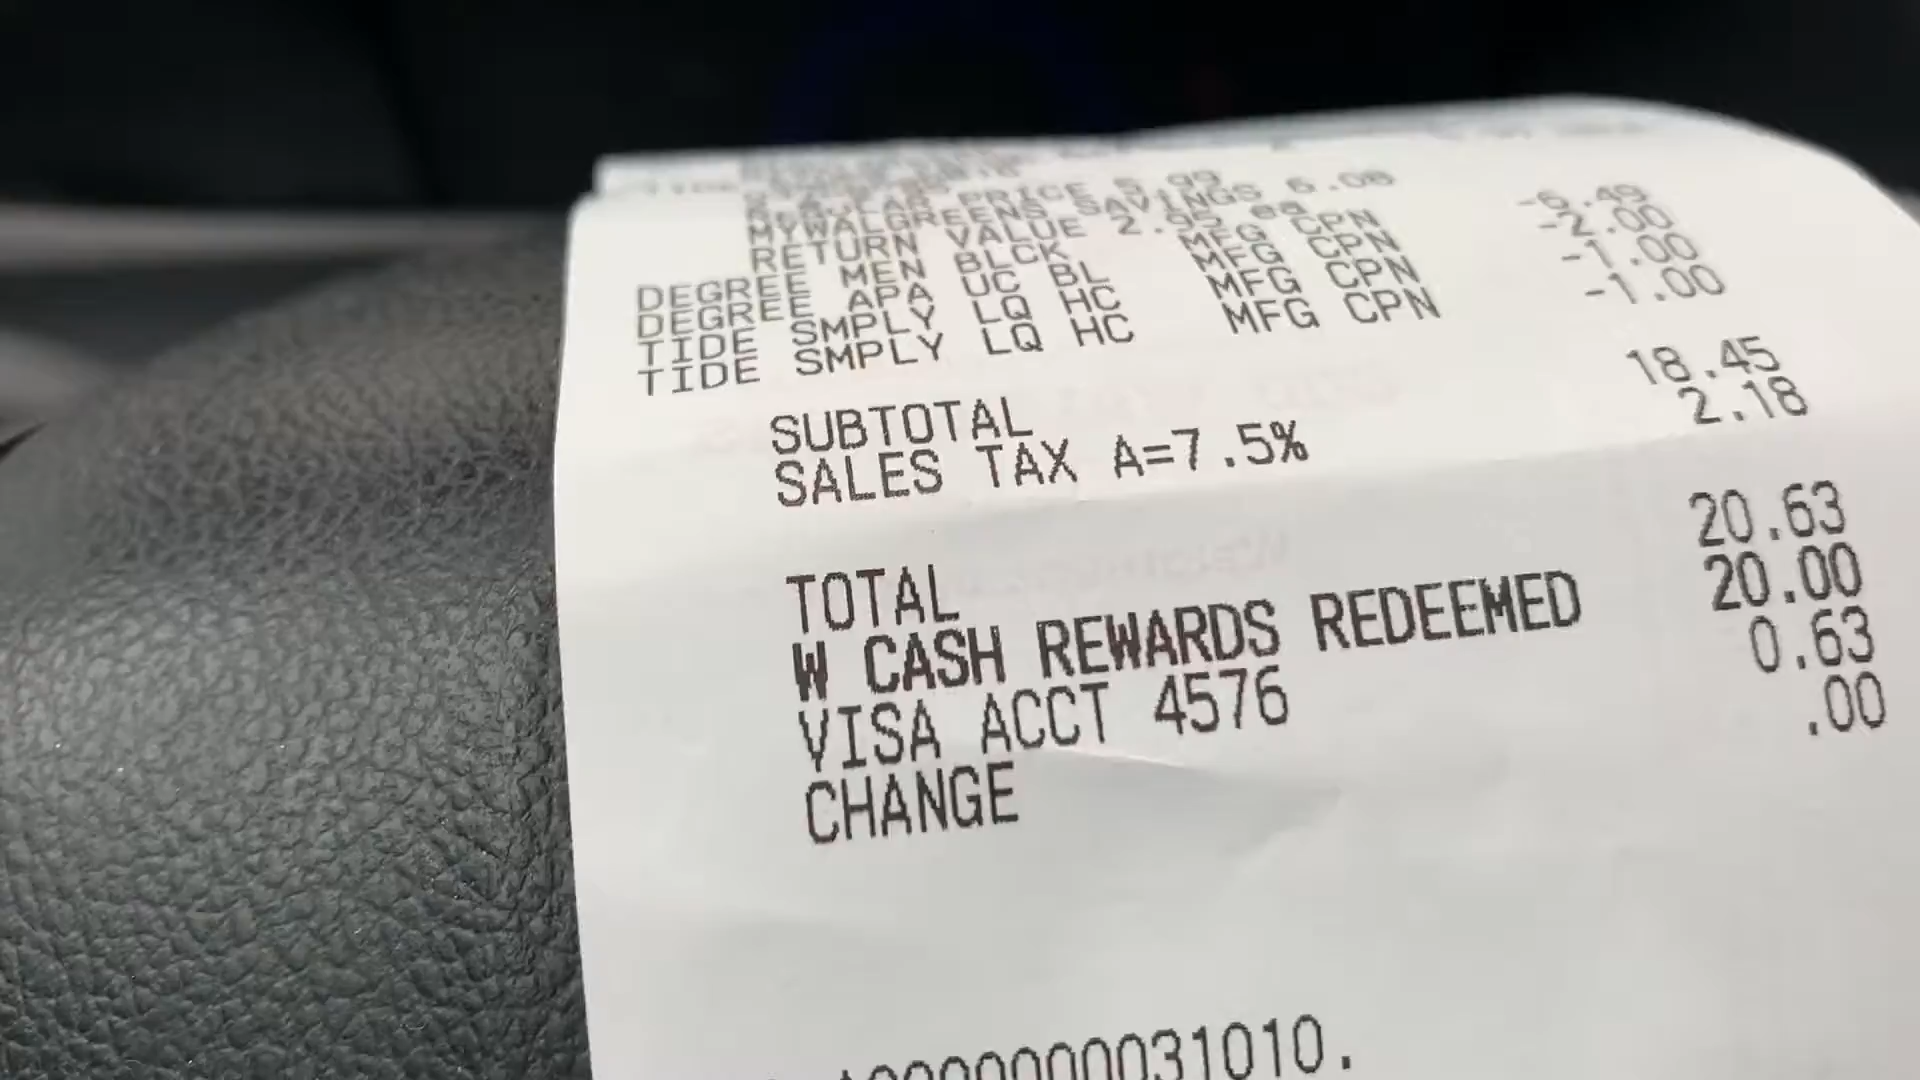 REGULAR PRICE 5.99
MYWALGREENS SAVINGS 6.08
RETURN VALUE 2.95 ea
DEGREE MEN BLCK MFG CPN -6.49
DEGREE APA UC BL MFG CPN -2.00
TIDE SMPLY LQ HC MFG CPN -1.00
TIDE SMPLY LQ HC MFG CPN -1.00
SUBTOTAL 18.45
SALES TAX A=7.5% 2.18
TOTAL 20.63
W CASH REWARDS REDEEMED 20.00
VISA ACCT 4576 0.63
CHANGE .00
A0000000031010.